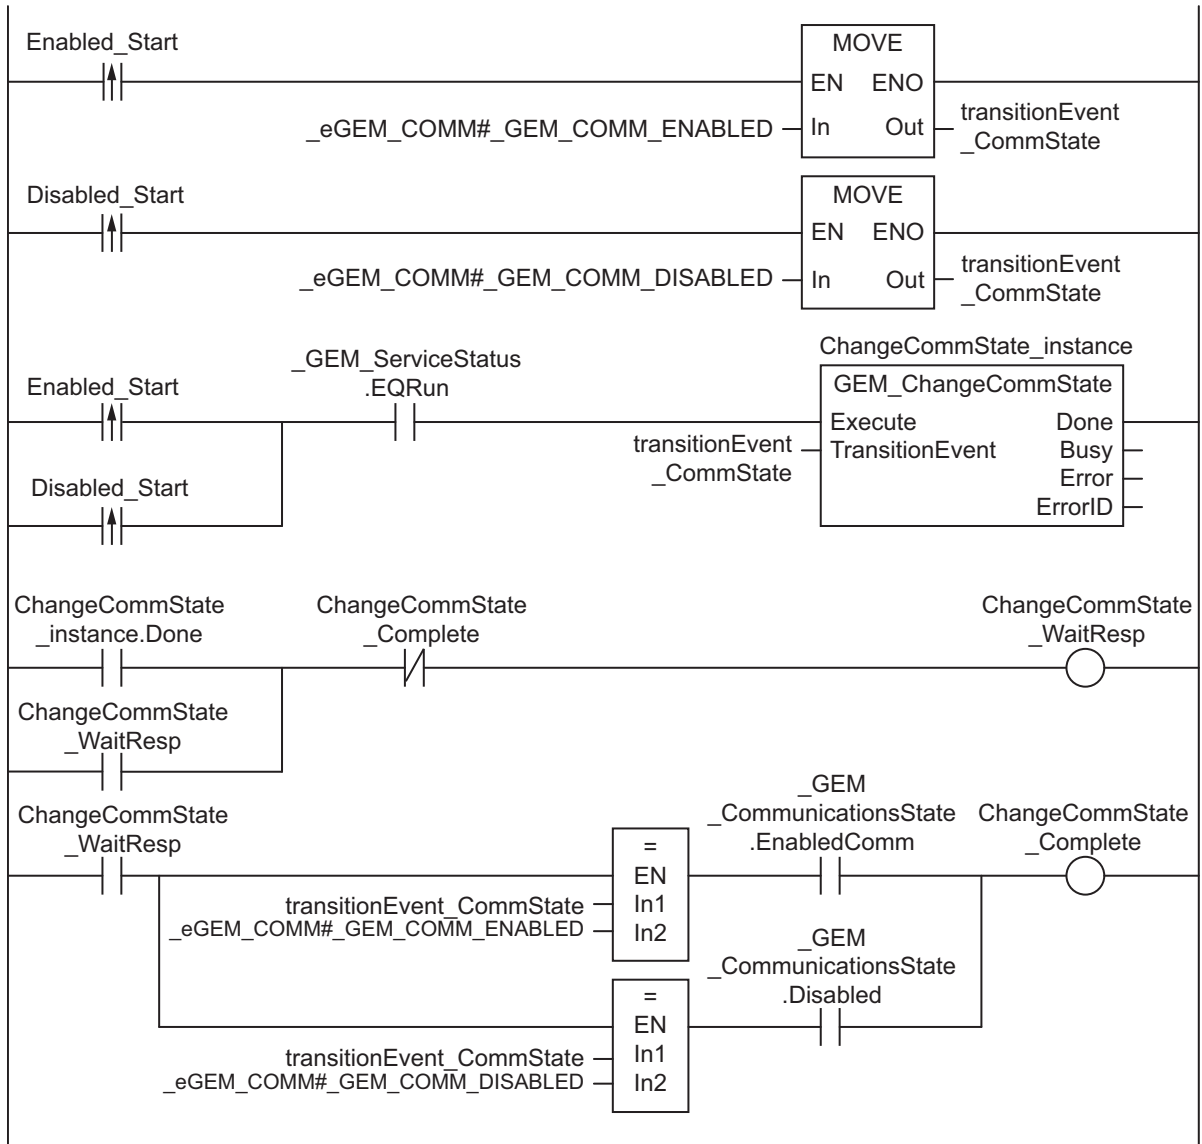 Enabled_Start
MOVE
EN ENO
_eGEM_COMM#_GEM_COMM_ENABLED
In Out
transitionEvent
_CommState
Disabled_Start
MOVE
EN ENO
_eGEM_COMM#_GEM_COMM_DISABLED
In Out
transitionEvent
_CommState
Enabled_Start
_GEM_ServiceStatus
.EQRun
ChangeCommState_instance
GEM_ChangeCommState
Execute Done
transitionEvent
_CommState
TransitionEvent Busy
Error
ErrorID
Disabled_Start
ChangeCommState
_instance.Done
ChangeCommState
_Complete
ChangeCommState
_WaitResp
ChangeCommState
_WaitResp
ChangeCommState
_WaitResp
=
EN
transitionEvent_CommState
In1
_eGEM_COMM#_GEM_COMM_ENABLED
In2
_GEM
_CommunicationsState
.EnabledComm
ChangeCommState
_Complete
=
EN
transitionEvent_CommState
In1
_eGEM_COMM#_GEM_COMM_DISABLED
In2
_GEM
_CommunicationsState
.Disabled